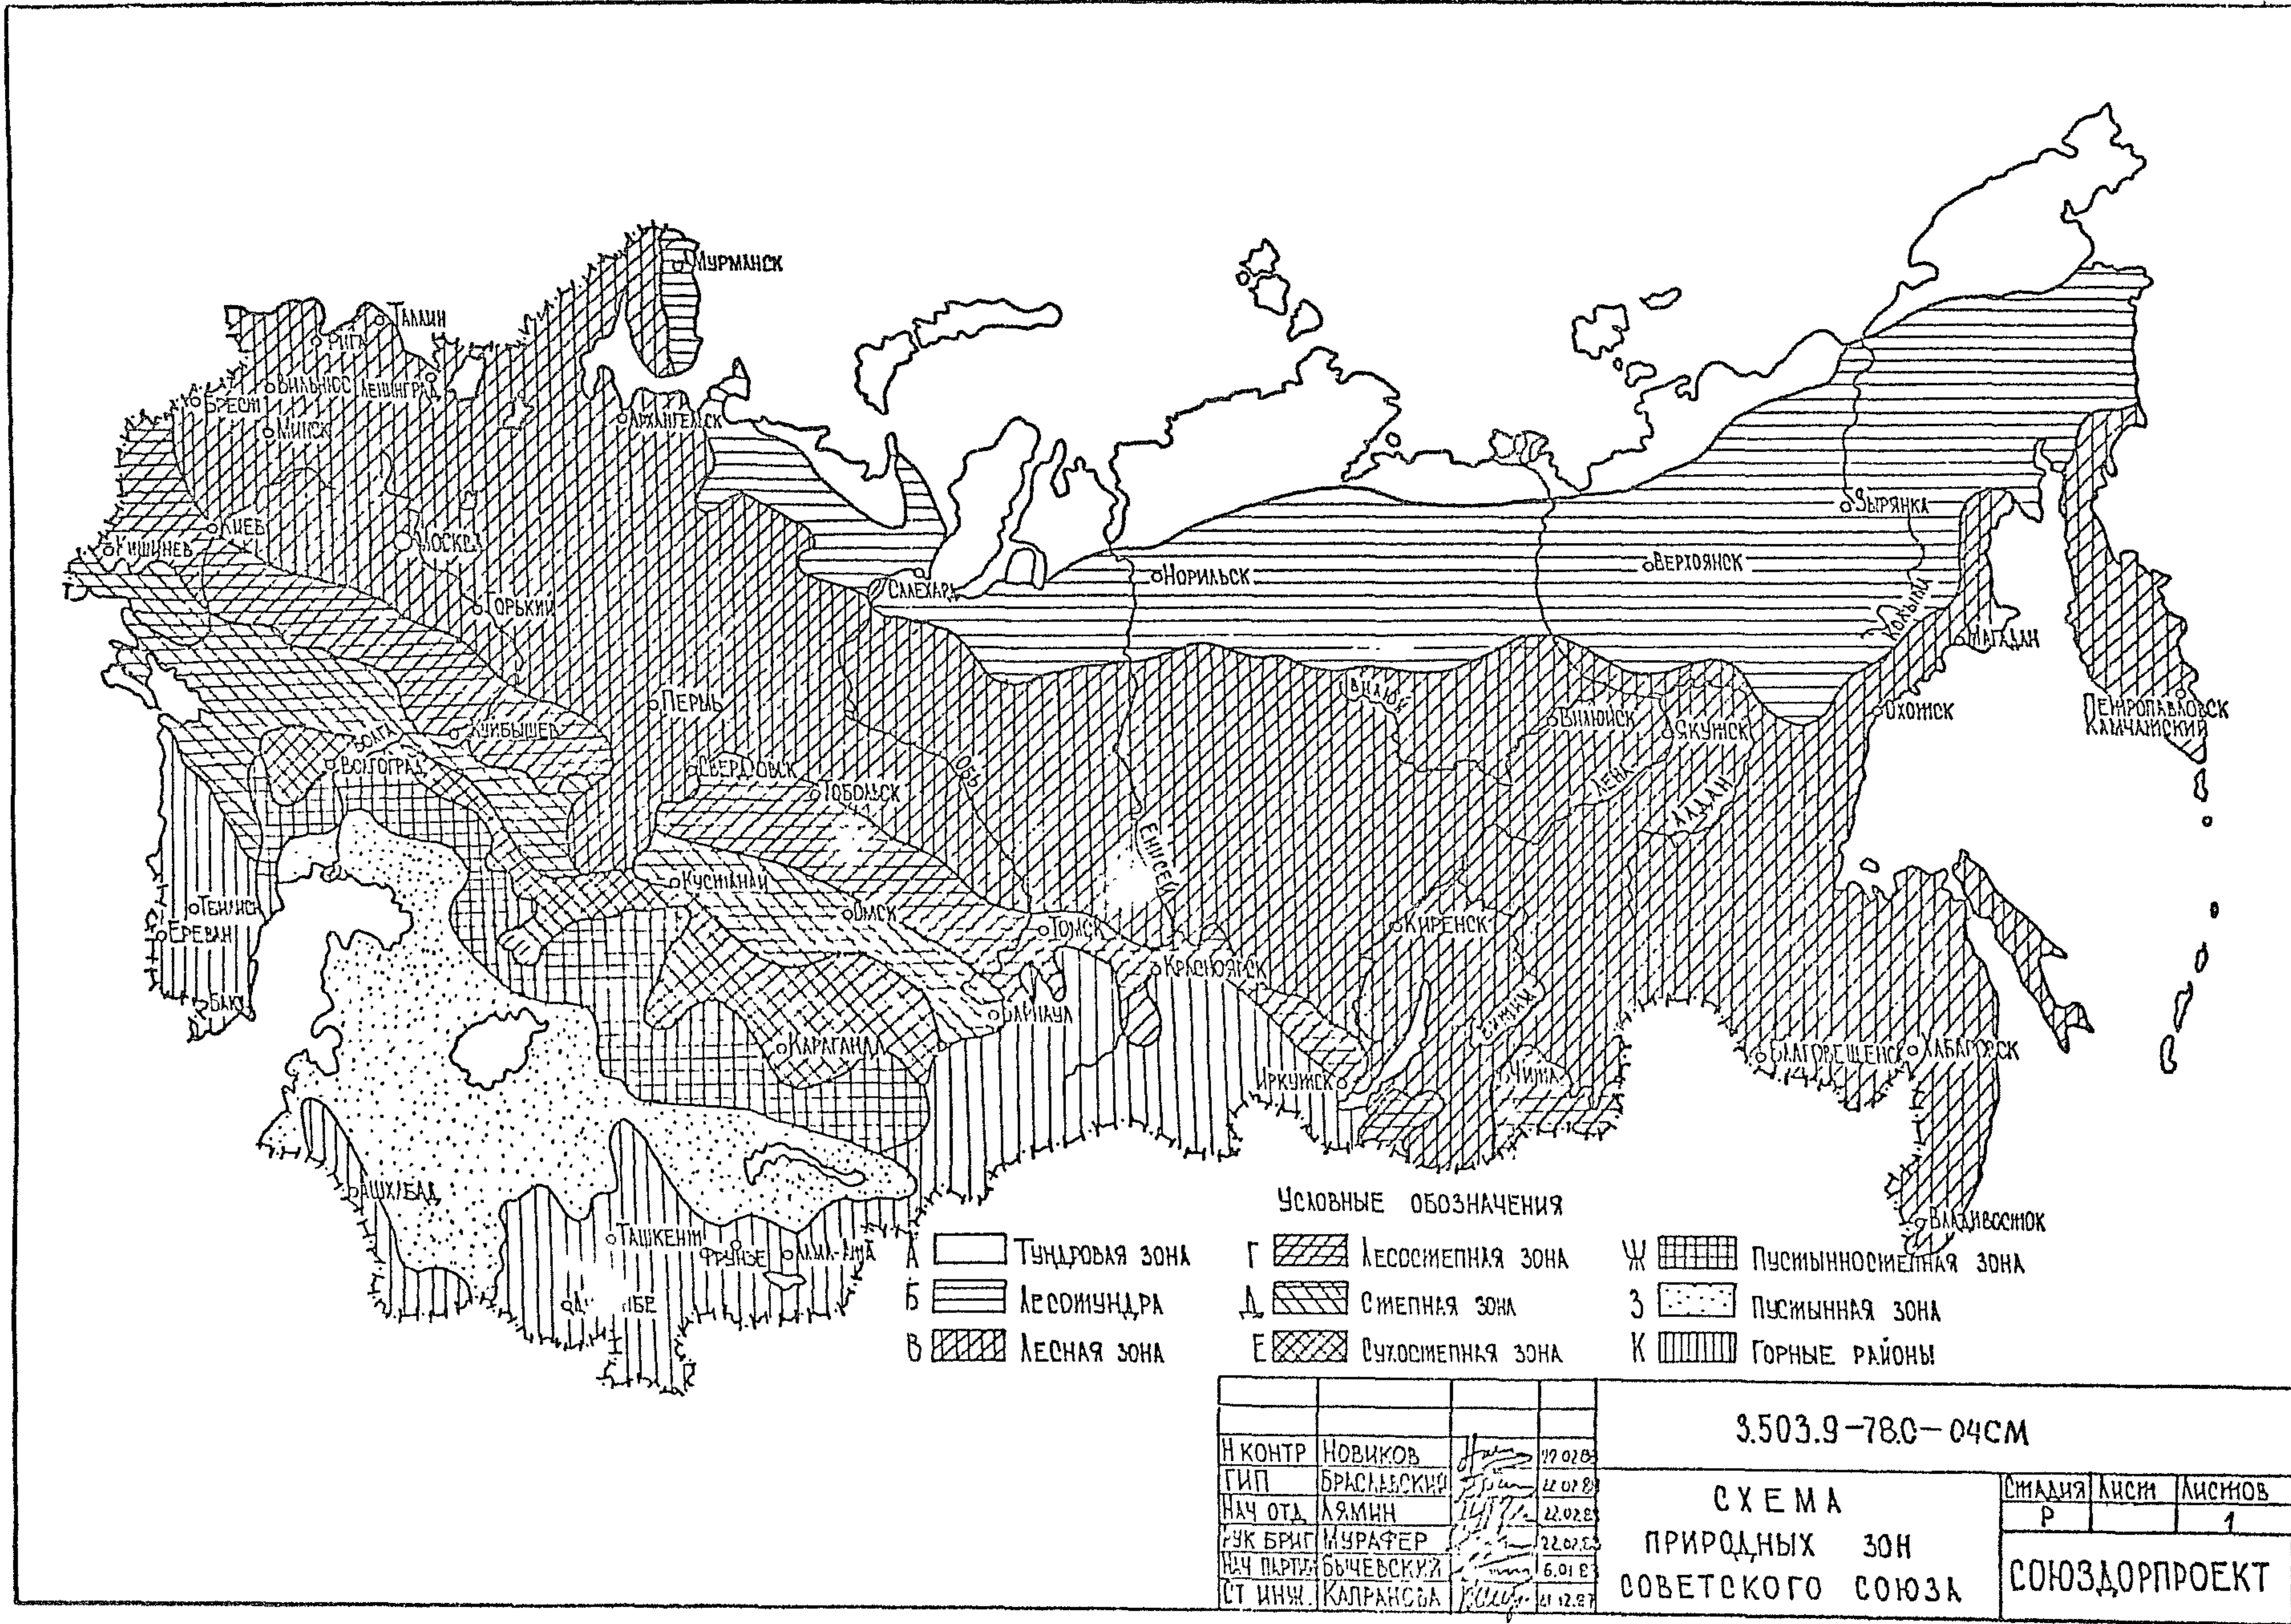 Мурманск
Таллин
Рига
Вильнюс
Ленинград
Брест
Минск
Архангельск
Киев
Кишинев
Москва
Зырянка
Салехард
Норильск
Верхоянск
Горький
Колыма
Магадан
Пермь
Вилюй
Вилюйск
Якутск
Охотск
Петропавловск
Камчатский
Волга
Куйбышев
Волгоград
Свердловск
Тобольск
Обь
Енисей
Лена
Алдан
Кустанай
Омск
Томск
Киренск
Тбилиси
Ереван
Красноярск
Баку
Барнаул
Караганда
Благовещенск
Хабаровск
Иркутск
Чита
Ашхабад
Ташкент
Фрунзе
Алма-Ата
Владивосток
Условные обозначения
А Тундровая зона
Б Лесотундра
В Лесная зона
Г Лесостепная зона
Д Степная зона
Е Сухостепная зона
Ж Пустынностепная зона
З Пустынная зона
К Горные районы
3.503.9-78.0-04СМ
Н КОНТР НОВИКОВ
ГИП БРАСЛАВСКИЙ
НАЧ ОТД ЛЯМИН
РУК БРИГ МУРАФЕР
НАЧ ПАРТИИ БЫЧЕВСКИЙ
СТ ИНЖ. КАПРАНОВА
СХЕМА
ПРИРОДНЫХ ЗОН
СОВЕТСКОГО СОЮЗА
Стадия Лист Листов
Р 1
СОЮЗДОРПРОЕКТ